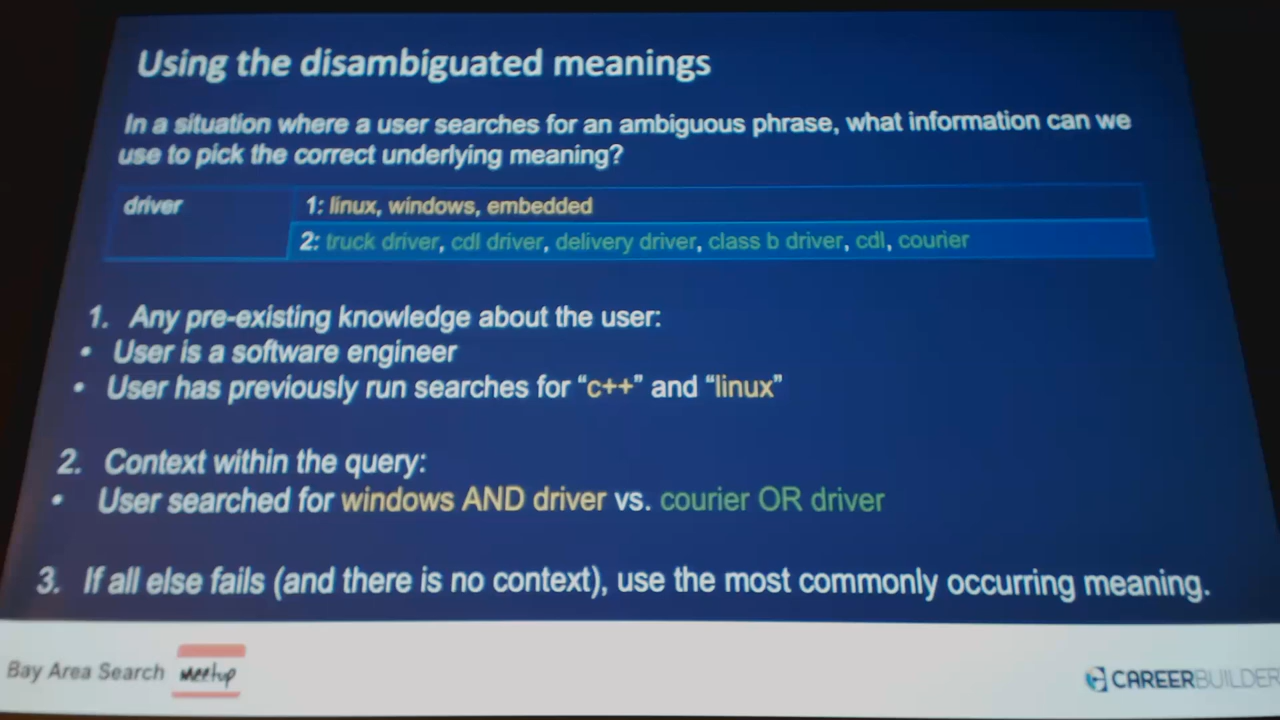 Using the disambiguated meanings
In a situation where a user searches for an ambiguous phrase, what information can we
use to pick the correct underlying meaning?
driver 1: linux, windows, embedded
2: truck driver, cdl driver, delivery driver, class b driver, cdl, courier
1. Any pre-existing knowledge about the user:
• User is a software engineer
• User has previously run searches for “c++” and “linux”
2. Context within the query:
• User searched for windows AND driver vs. courier OR driver
3. If all else fails (and there is no context), use the most commonly occurring meaning.
Bay Area Search meetup CAREERBUILDER